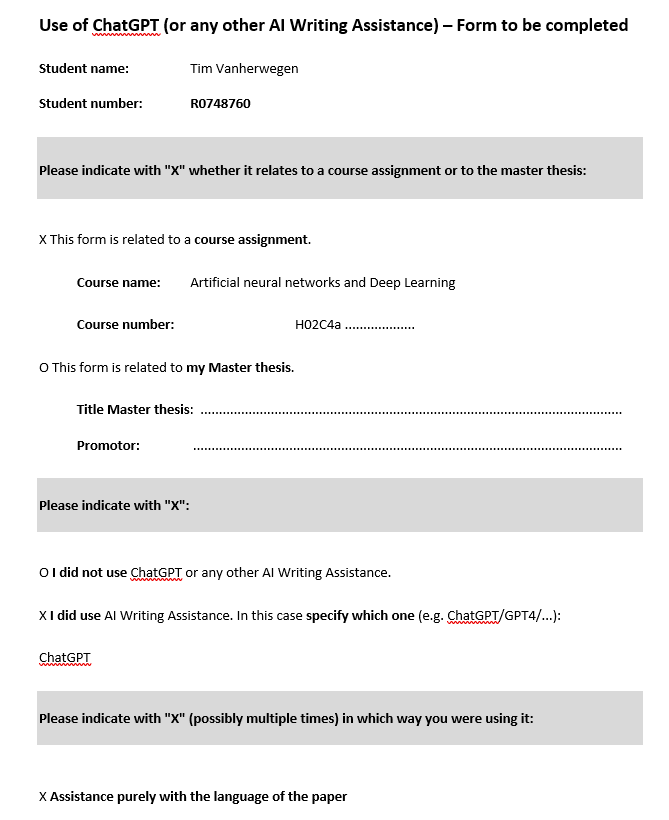 Use of ChatGPT (or any other AI Writing Assistance) – Form to be completed
Student name: Tim Vanherwegen
Student number: R0748760
Please indicate with "X" whether it relates to a course assignment or to the master thesis:
X This form is related to a course assignment.
Course name: Artificial neural networks and Deep Learning
Course number: H02C4a ...................
O This form is related to my Master thesis.
Title Master thesis: ...................................................................................................................
Promotor: .....................................................................................................................
Please indicate with "X":
O I did not use ChatGPT or any other AI Writing Assistance.
X I did use AI Writing Assistance. In this case specify which one (e.g. ChatGPT/GPT4/...):
ChatGPT
Please indicate with "X" (possibly multiple times) in which way you were using it:
X Assistance purely with the language of the paper